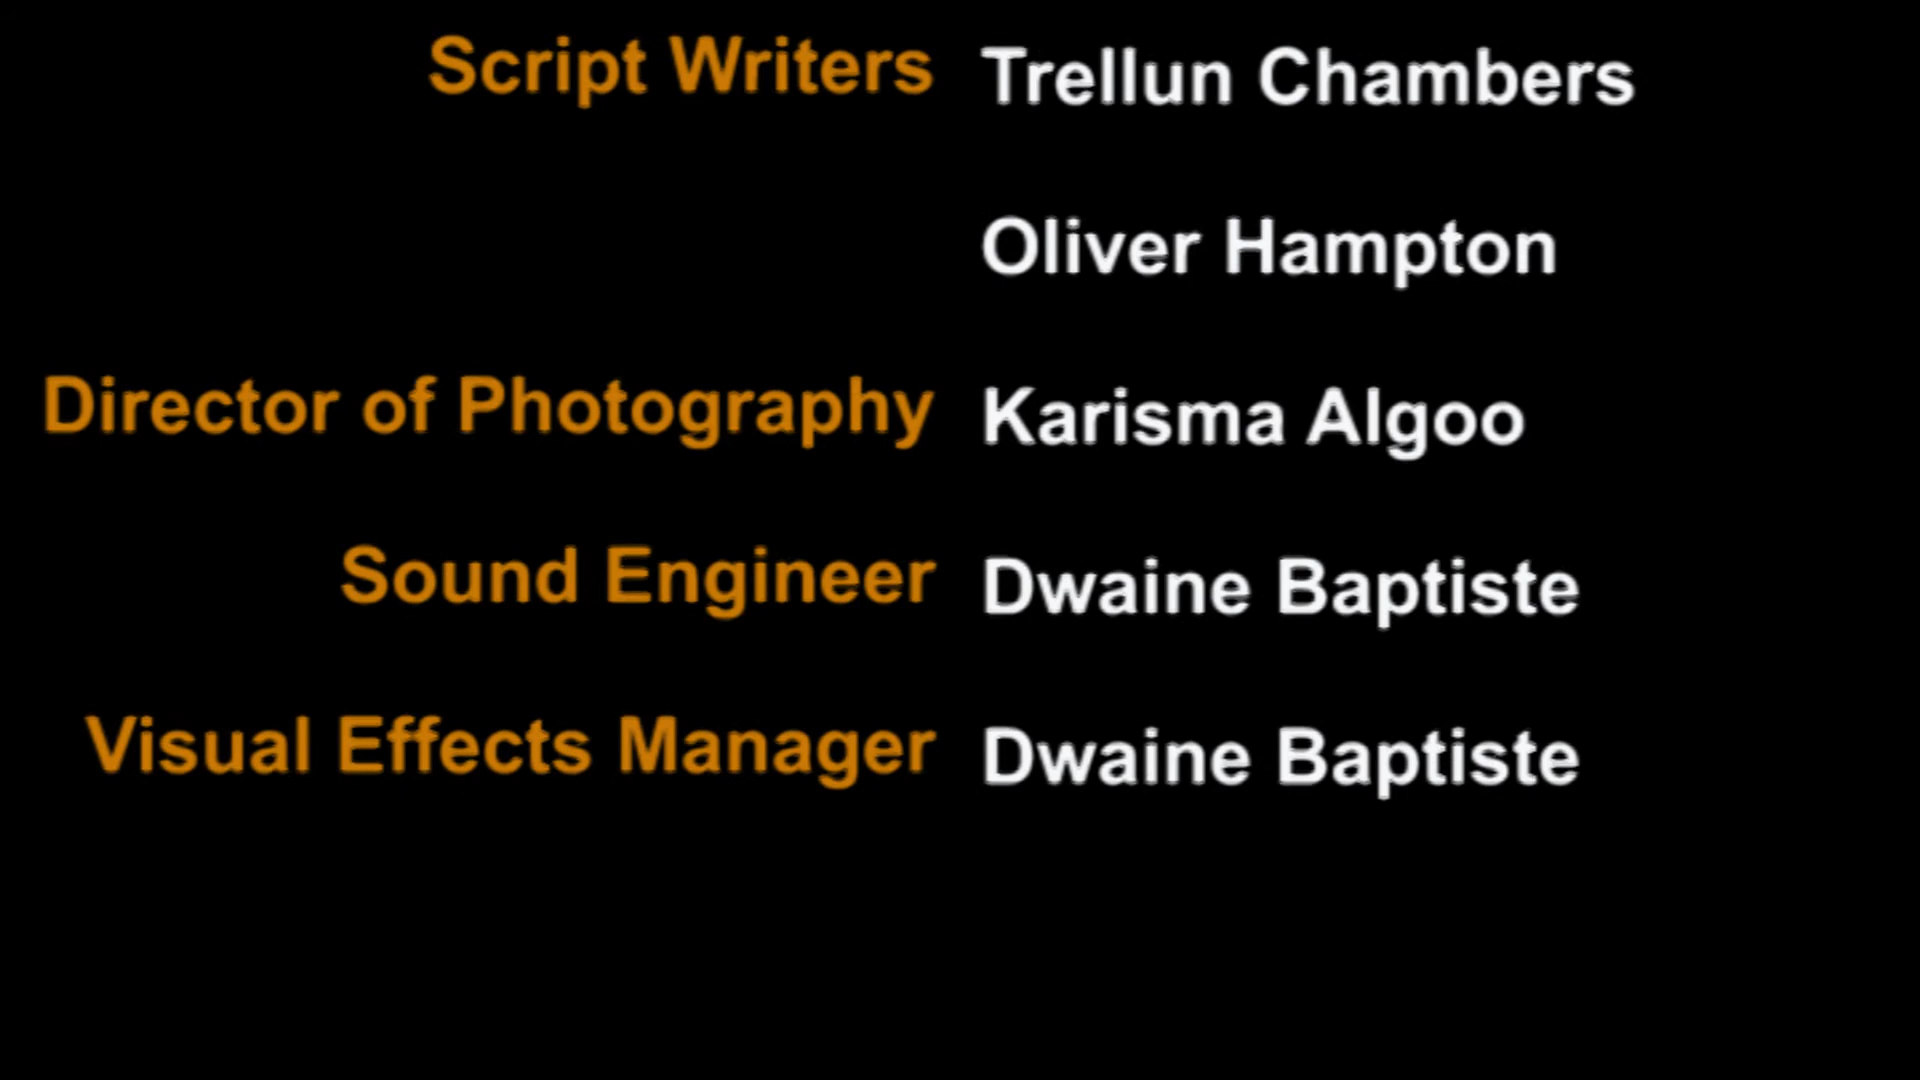 Script Writers Trellun Chambers
Oliver Hampton
Director of Photography Karisma Algoo
Sound Engineer Dwaine Baptiste
Visual Effects Manager Dwaine Baptiste